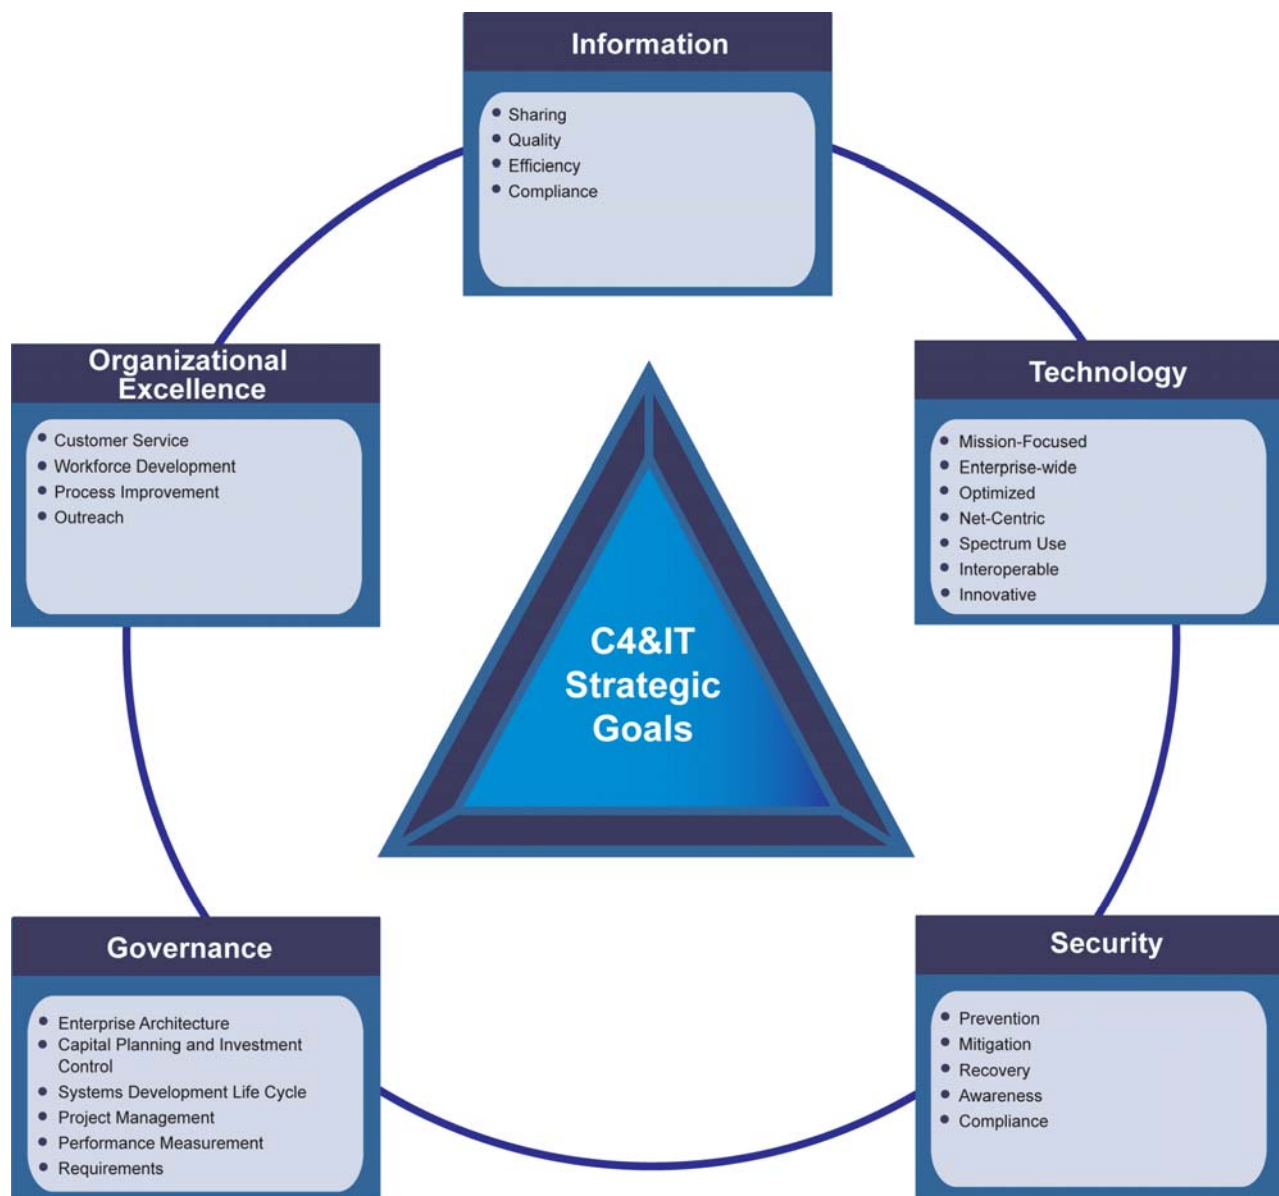 Information
• Sharing
• Quality
• Efficiency
• Compliance
Organizational
Excellence
• Customer Service
• Workforce Development
• Process Improvement
• Outreach
Technology
• Mission-Focused
• Enterprise-wide
• Optimized
• Net-Centric
• Spectrum Use
• Interoperable
• Innovative
C4&IT
Strategic
Goals
Governance
• Enterprise Architecture
• Capital Planning and Investment
Control
• Systems Development Life Cycle
• Project Management
• Performance Measurement
• Requirements
Security
• Prevention
• Mitigation
• Recovery
• Awareness
• Compliance